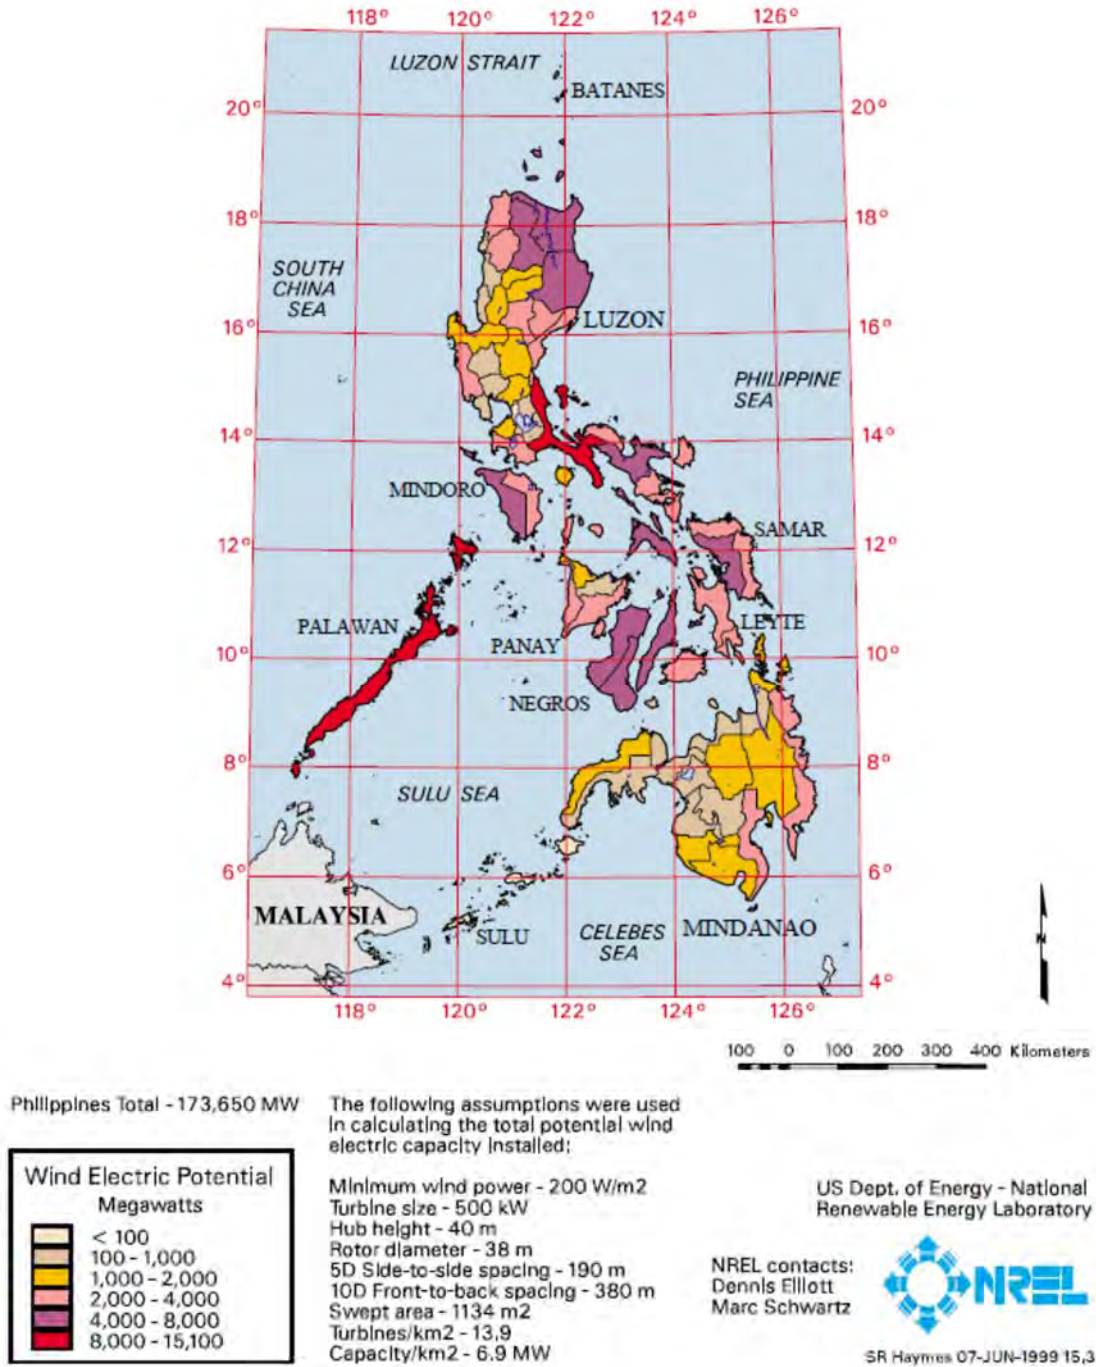 118° 120° 122° 124° 126°
LUZON STRAIT
BATANES
20° 20°
18° 18°
SOUTH
CHINA
SEA
LUZON
16° 16°
PHILIPPINE
SEA
14° 14°
MINDORO
SAMAR
12° 12°
PALAWAN
LEYTE
PANAY
10° 10°
NEGROS
8° 8°
SULU SEA
6° 6°
MALAYSIA
SULU
CELEBES
SEA
MINDANAO
N
4° 4°
118° 120° 122° 124° 126°
100 0 100 200 300 400 Kilometers
Philippines Total - 173,650 MW
Wind Electric Potential
Megawatts
< 100
100 - 1,000
1,000 - 2,000
2,000 - 4,000
4,000 - 8,000
8,000 - 15,100
The following assumptions were used
in calculating the total potential wind
electric capacity installed:
Minimum wind power - 200 W/m2
Turbine size - 500 kW
Hub height - 40 m
Rotor diameter - 38 m
5D Side-to-side spacing - 190 m
10D Front-to-back spacing - 380 m
Swept area - 1134 m2
Turbines/km2 - 13.9
Capacity/km2 - 6.9 MW
US Dept. of Energy - National
Renewable Energy Laboratory
NREL contacts:
Dennis Elliott
Marc Schwartz
NREL
SR Haymes 07-JUN-1999 15.3